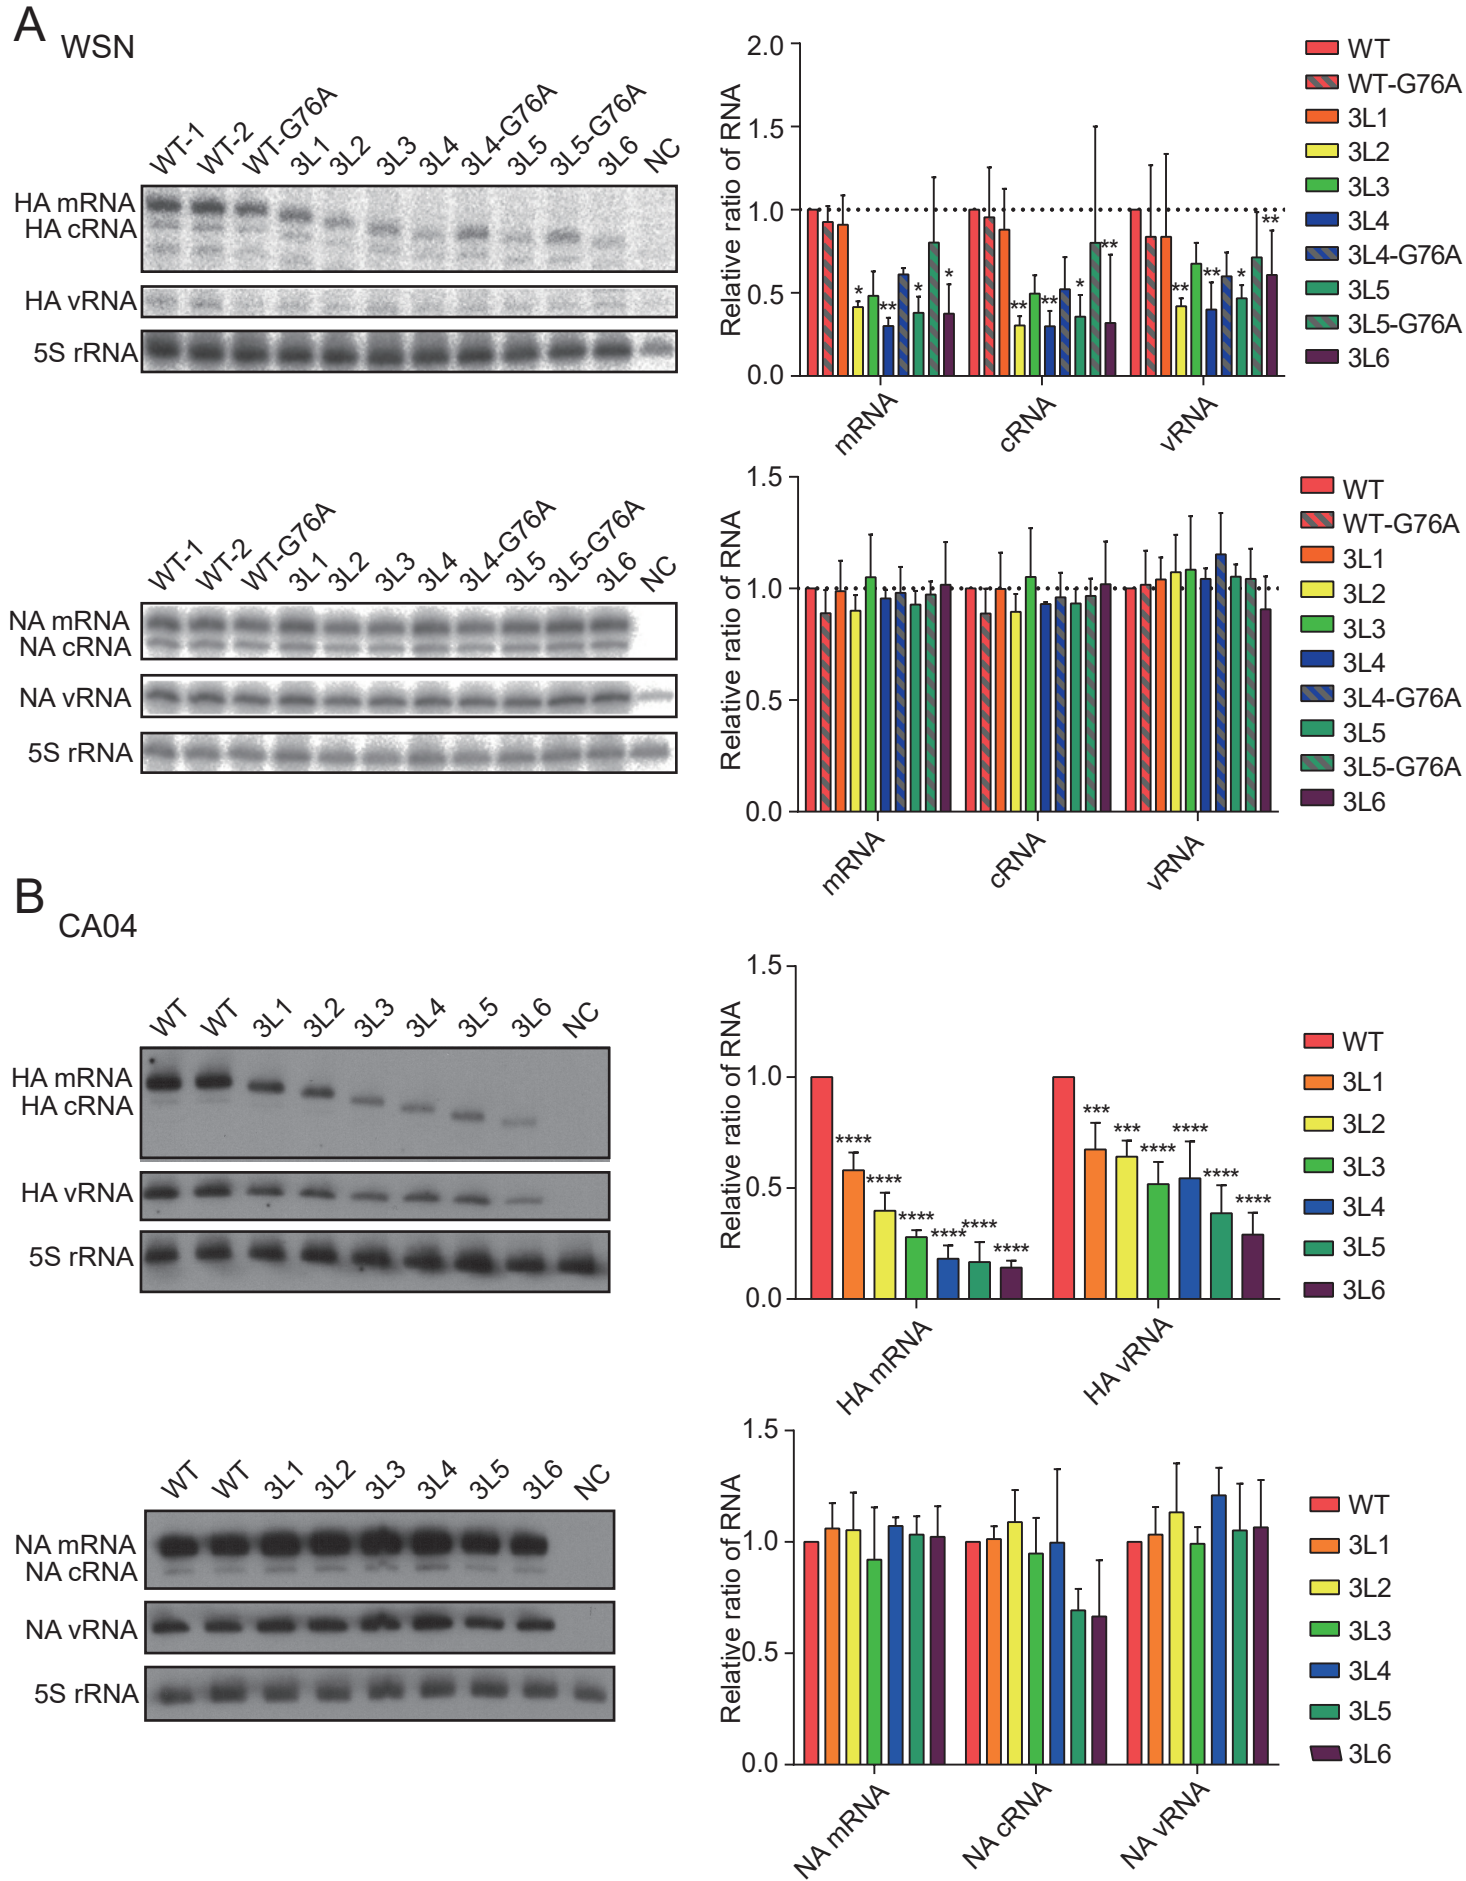 A
WSN
WT-1 WT-2 WT-G76A 3L1 3L2 3L3 3L4 3L4-G76A 3L5 3L5-G76A 3L6 NC
HA mRNA
HA cRNA
HA vRNA
5S rRNA
Relative ratio of RNA
2.0
1.5
1.0
0.5
0.0
* ** * *
** ** * **
** ** * **
mRNA cRNA vRNA
WT
WT-G76A
3L1
3L2
3L3
3L4
3L4-G76A
3L5
3L5-G76A
3L6
WT-1 WT-2 WT-G76A 3L1 3L2 3L3 3L4 3L4-G76A 3L5 3L5-G76A 3L6 NC
NA mRNA
NA cRNA
NA vRNA
5S rRNA
Relative ratio of RNA
1.5
1.0
0.5
0.0
mRNA cRNA vRNA
WT
WT-G76A
3L1
3L2
3L3
3L4
3L4-G76A
3L5
3L5-G76A
3L6
B
CA04
WT WT 3L1 3L2 3L3 3L4 3L5 3L6 NC
HA mRNA
HA cRNA
HA vRNA
5S rRNA
Relative ratio of RNA
1.5
1.0
0.5
0.0
**** **** **** **** **** ****
*** *** **** **** **** ****
HA mRNA HA vRNA
WT
3L1
3L2
3L3
3L4
3L5
3L6
WT WT 3L1 3L2 3L3 3L4 3L5 3L6 NC
NA mRNA
NA cRNA
NA vRNA
5S rRNA
Relative ratio of RNA
1.5
1.0
0.5
0.0
NA mRNA NA cRNA NA vRNA
WT
3L1
3L2
3L3
3L4
3L5
3L6